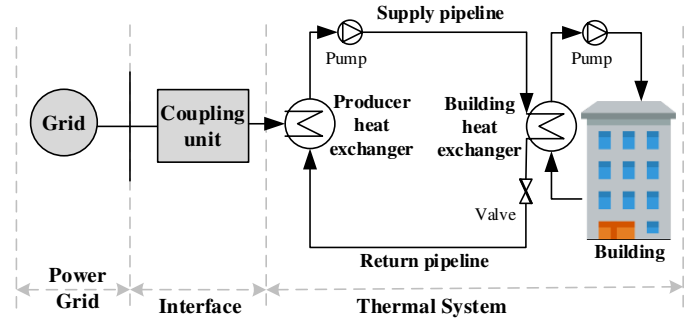 Supply pipeline
Pump
Pump
Grid
Coupling
unit
Producer
heat
exchanger
Building
heat
exchanger
Valve
Return pipeline
Building
Power
Grid
Interface
Thermal System